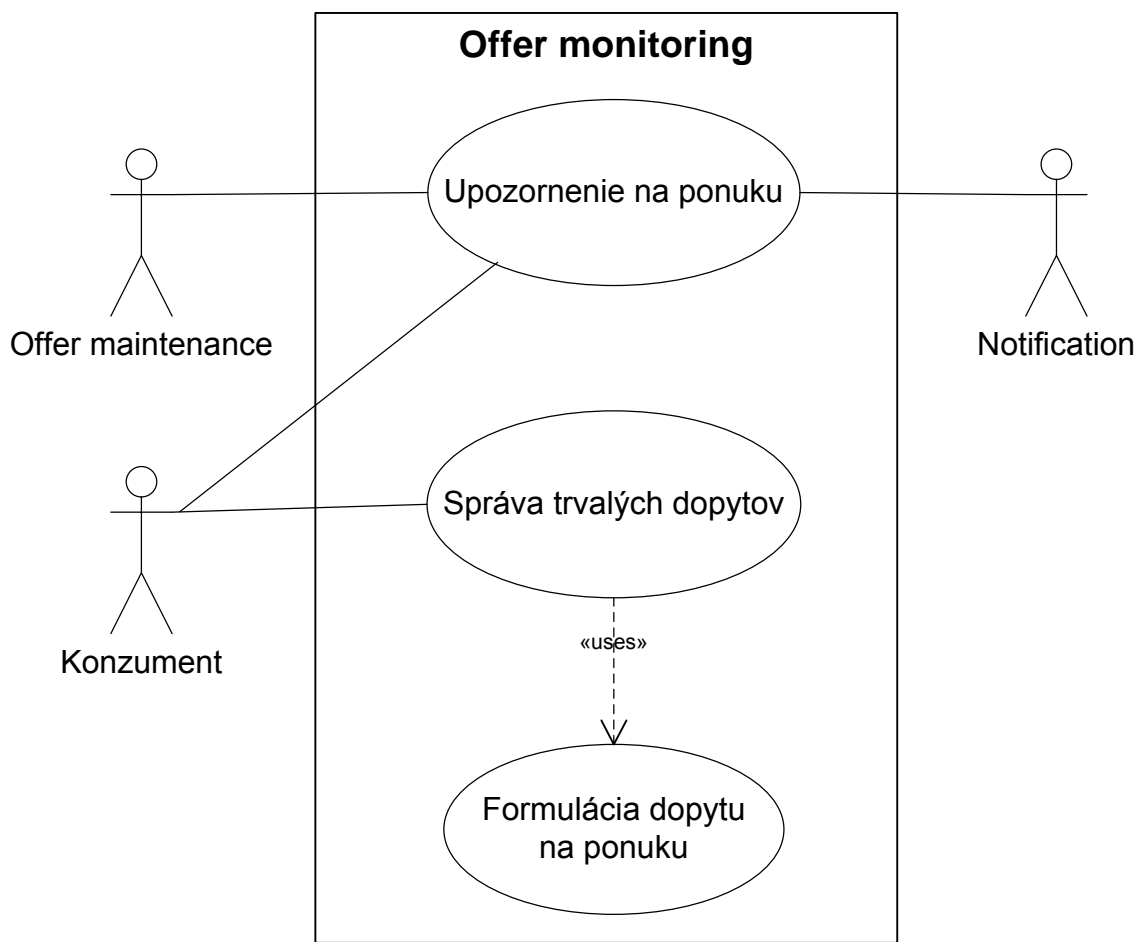 Offer monitoring
Upozornenie na ponuku
Offer maintenance
Notification
Správa trvalých dopytov
Konzument
«uses»
Formulácia dopytu
na ponuku